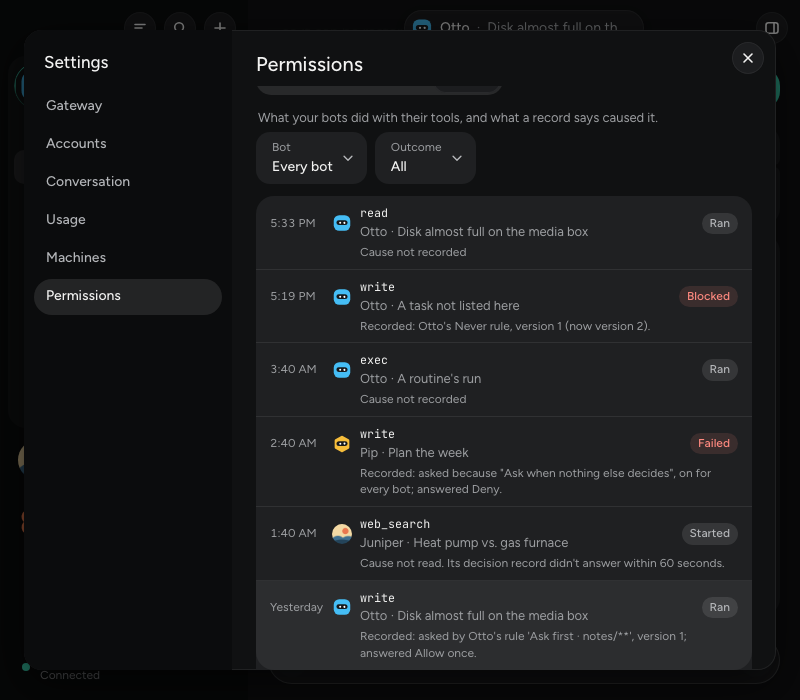 Otto · Disk almost full on th
Settings
Gateway
Accounts
Conversation
Usage
Machines
Permissions
Connected
Permissions
What your bots did with their tools, and what a record says caused it.
Bot
Every bot
Outcome
All
5:33 PM
read
Otto · Disk almost full on the media box
Cause not recorded
Ran
5:19 PM
write
Otto · A task not listed here
Recorded: Otto's Never rule, version 1 (now version 2).
Blocked
3:40 AM
exec
Otto · A routine's run
Cause not recorded
Ran
2:40 AM
write
Pip · Plan the week
Recorded: asked because "Ask when nothing else decides", on for
every bot; answered Deny.
Failed
1:40 AM
web_search
Juniper · Heat pump vs. gas furnace
Cause not read. Its decision record didn't answer within 60 seconds.
Started
Yesterday
write
Otto · Disk almost full on the media box
Recorded: asked by Otto's rule 'Ask first · notes/**', version 1;
answered Allow once.
Ran